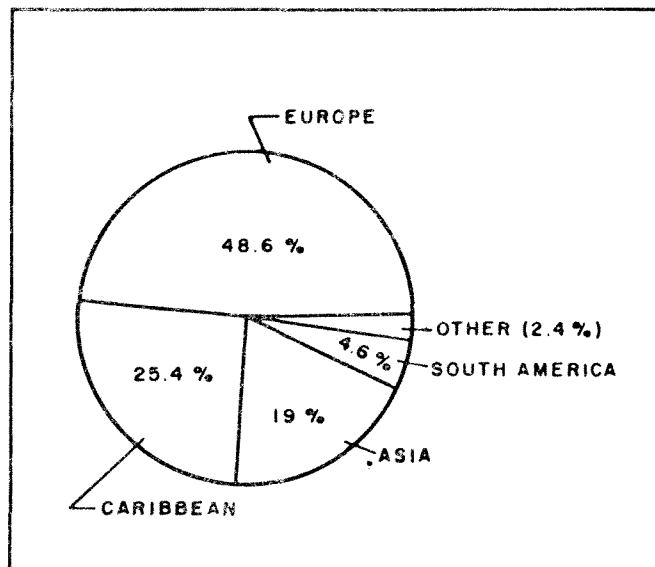 EUROPE
48.6 %
OTHER (2.4 %)
4.6 %
SOUTH AMERICA
25.4 %
19 %
ASIA
CARIBBEAN